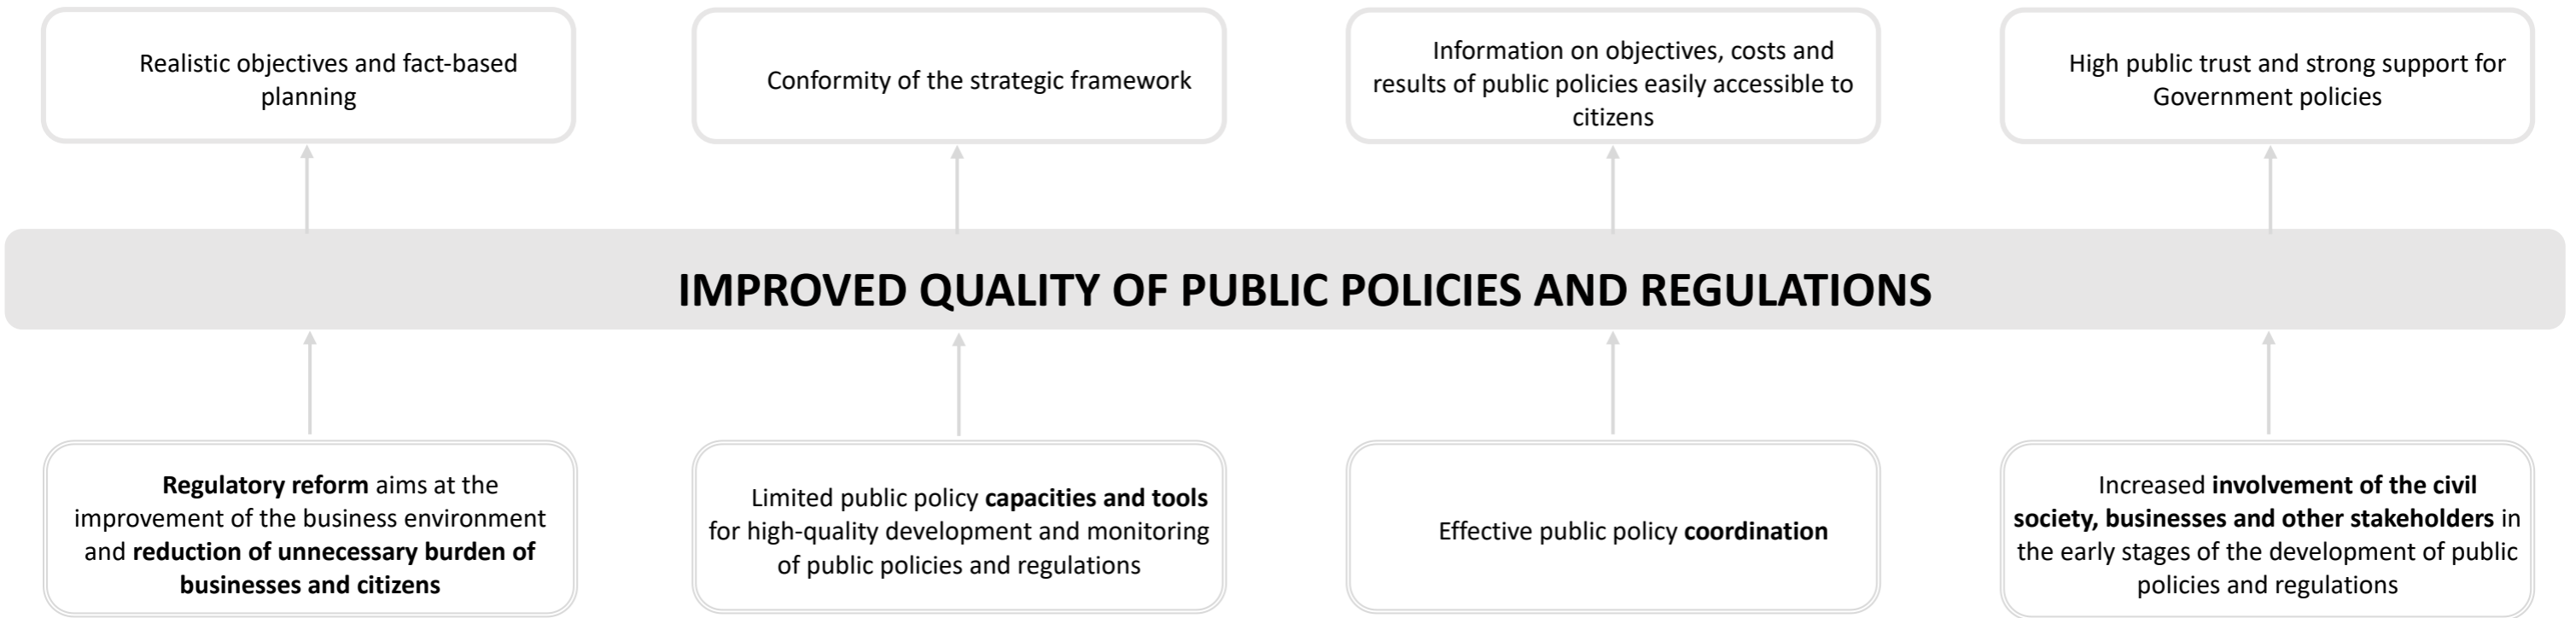 Realistic objectives and fact-based
planning
Conformity of the strategic framework
Information on objectives, costs and
results of public policies easily accessible to
citizens
High public trust and strong support for
Government policies
IMPROVED QUALITY OF PUBLIC POLICIES AND REGULATIONS
Regulatory reform aims at the
improvement of the business environment
and reduction of unnecessary burden of
businesses and citizens
Limited public policy capacities and tools
for high-quality development and monitoring
of public policies and regulations
Effective public policy coordination
Increased involvement of the civil
society, businesses and other stakeholders in
the early stages of the development of public
policies and regulations